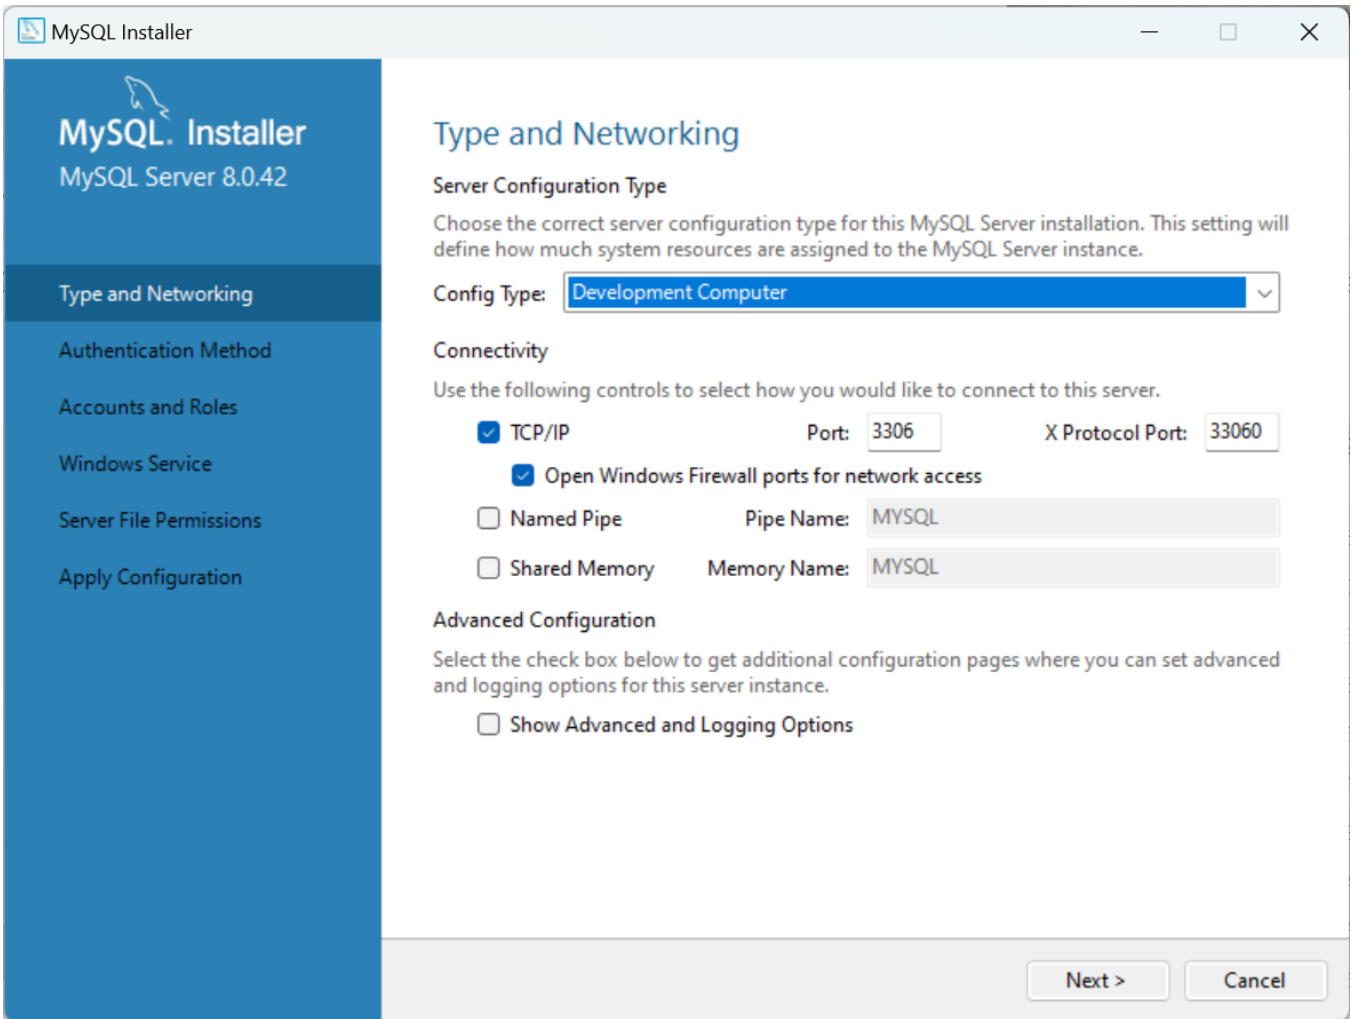 MySQL Installer
MySQL. Installer
MySQL Server 8.0.42
Type and Networking
Authentication Method
Accounts and Roles
Windows Service
Server File Permissions
Apply Configuration
Type and Networking
Server Configuration Type
Choose the correct server configuration type for this MySQL Server installation. This setting will
define how much system resources are assigned to the MySQL Server instance.
Config Type: Development Computer
Connectivity
Use the following controls to select how you would like to connect to this server.
TCP/IP Port: 3306 X Protocol Port: 33060
Open Windows Firewall ports for network access
Named Pipe Pipe Name: MYSQL
Shared Memory Memory Name: MYSQL
Advanced Configuration
Select the check box below to get additional configuration pages where you can set advanced
and logging options for this server instance.
Show Advanced and Logging Options
Next > Cancel